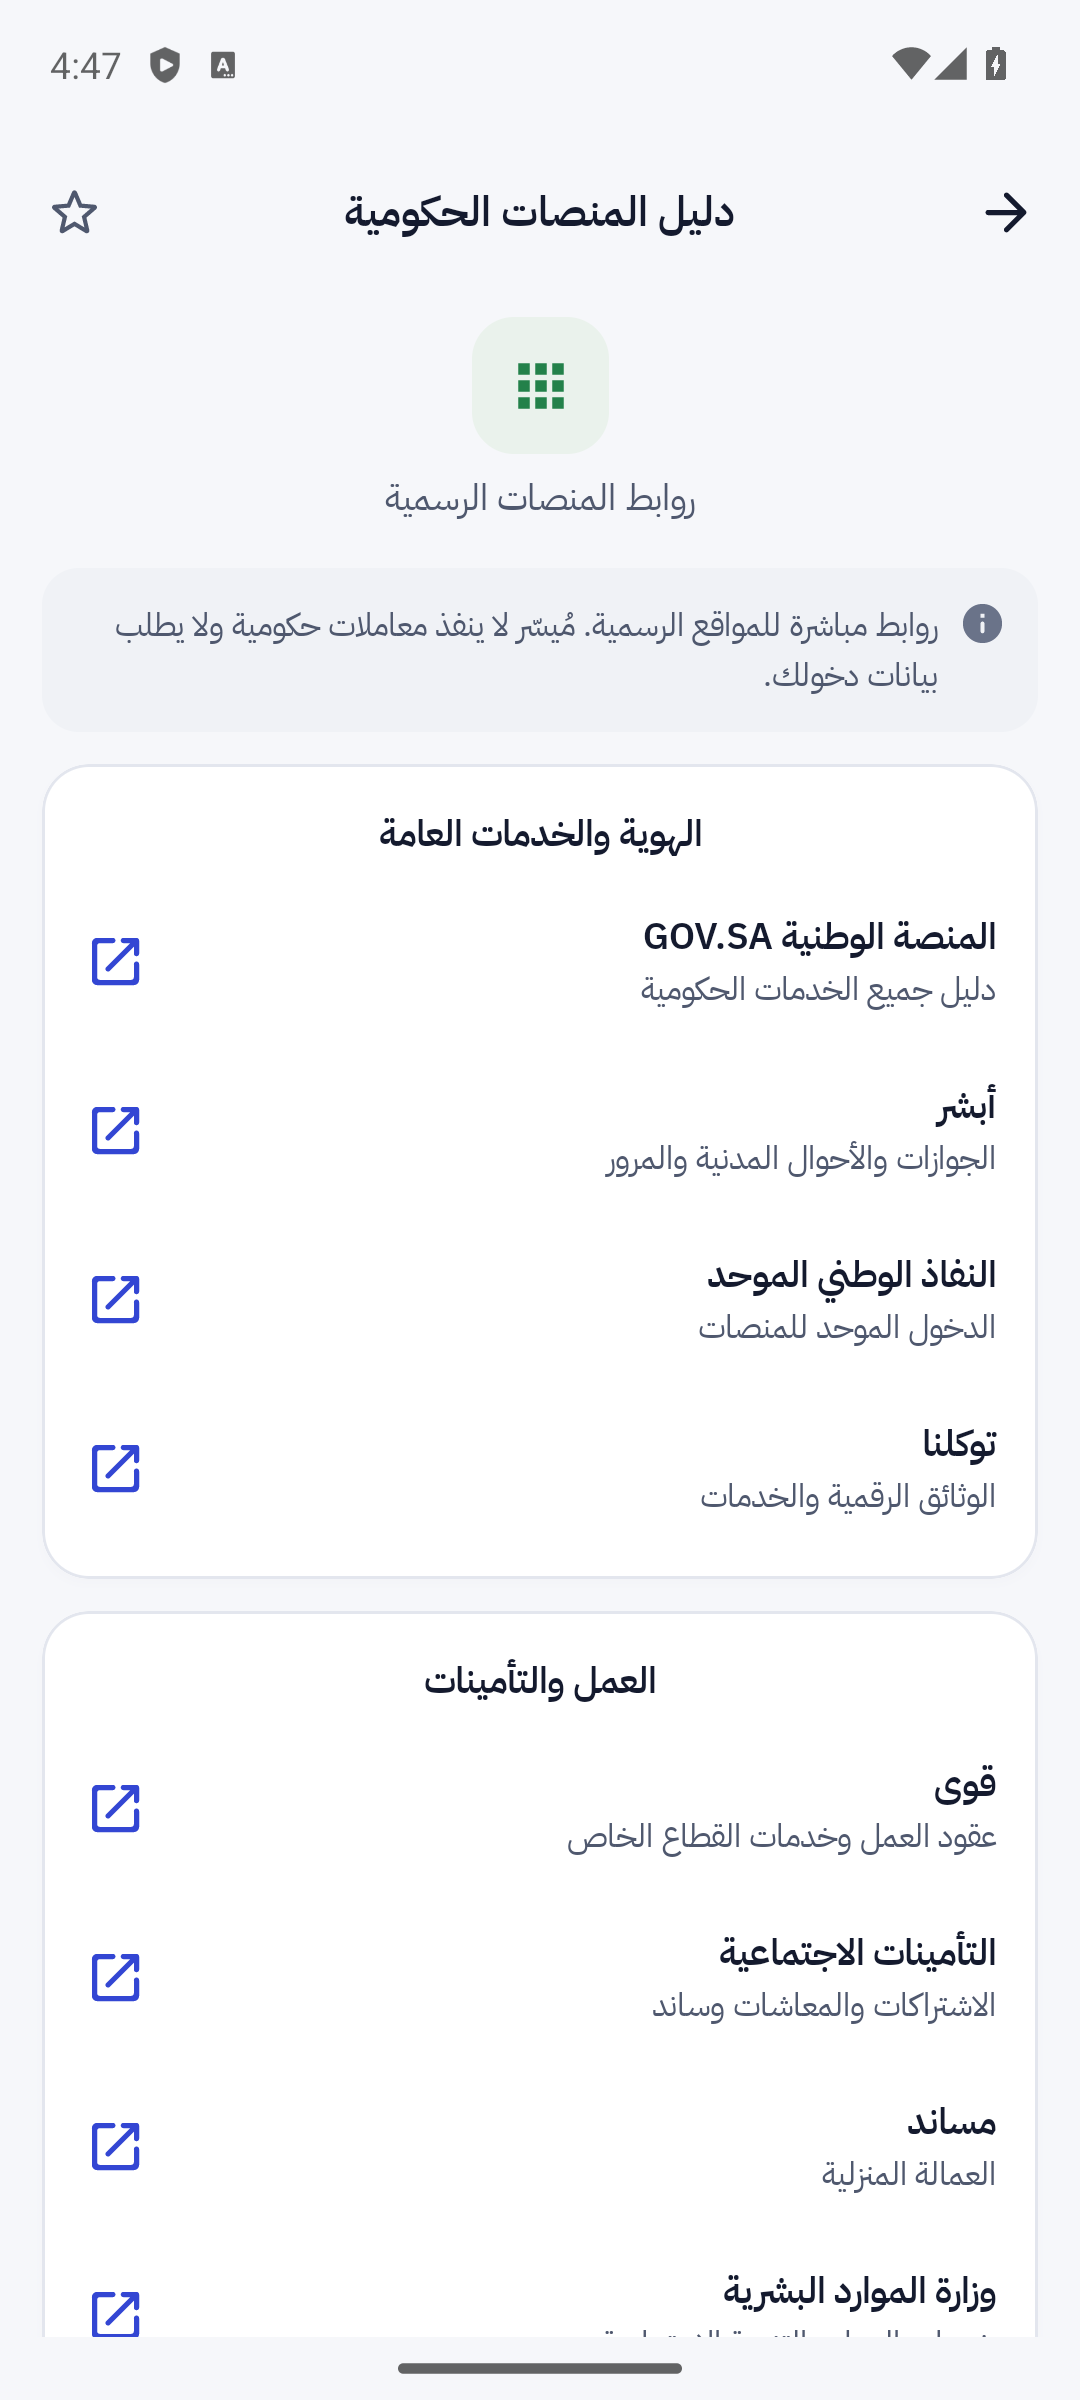 4:47
دليل المنصات الحكومية
روابط المنصات الرسمية
روابط مباشرة للمواقع الرسمية. مُيسّر لا ينفذ معاملات حكومية ولا يطلب
بيانات دخولك.
الهوية والخدمات العامة
المنصة الوطنية GOV.SA
دليل جميع الخدمات الحكومية
أبشر
الجوازات والأحوال المدنية والمرور
النفاذ الوطني الموحد
الدخول الموحد للمنصات
توكلنا
الوثائق الرقمية والخدمات
العمل والتأمينات
قوى
عقود العمل وخدمات القطاع الخاص
التأمينات الاجتماعية
الاشتراكات والمعاشات وساند
مساند
العمالة المنزلية
وزارة الموارد البشرية